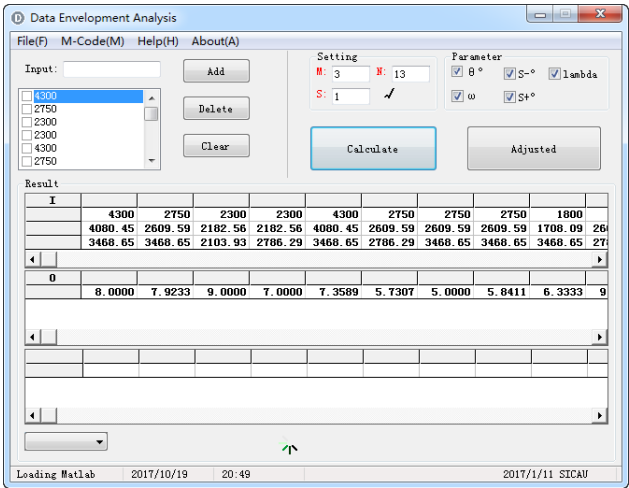 Data Envelopment Analysis
File(F) M-Code(M) Help(H) About(A)
Input:
Add
4300
2750
2300
2300
4300
2750
Delete
Clear
Setting
M: 3 N: 13
S: 1
Parameter
θ° S-° lambda
ω S+°
Calculate
Adjusted
Result
I
4300 2750 2300 2300 4300 2750 2750 2750 1800
4080.45 2609.59 2182.56 2182.56 4080.45 2609.59 2609.59 2609.59 1708.09 26
3468.65 3468.65 2103.93 2786.29 3468.65 2786.29 3468.65 3468.65 3468.65 27
O
8.0000 7.9233 9.0000 7.0000 7.3589 5.7307 5.0000 5.8411 6.3333 9
Loading Matlab 2017/10/19 20:49 2017/1/11 SICAU